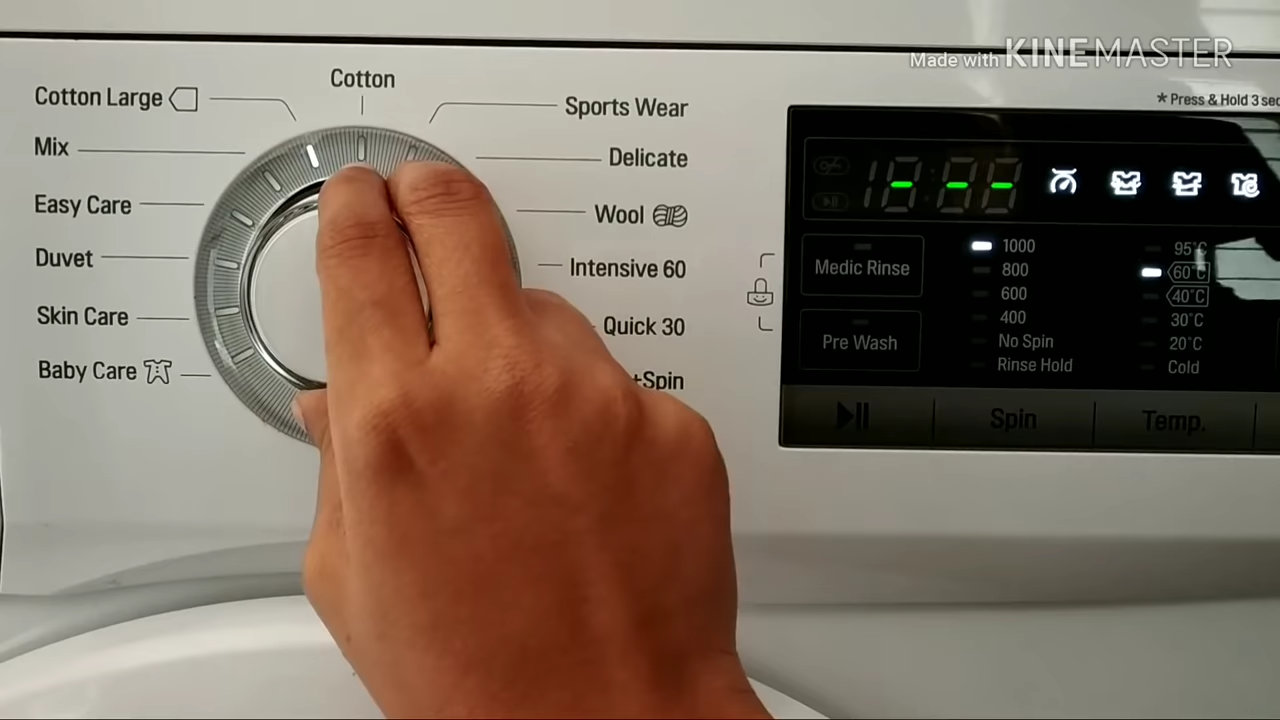 Made with KINEMASTER
* Press & Hold 3 sec
Cotton
Cotton Large
Mix
Easy Care
Duvet
Skin Care
Baby Care
Sports Wear
Delicate
Wool
Intensive 60
Quick 30
+Spin
Medic Rinse
Pre Wash
1000
800
600
400
No Spin
Rinse Hold
95°C
60°C
40°C
30°C
20°C
Cold
Spin
Temp.